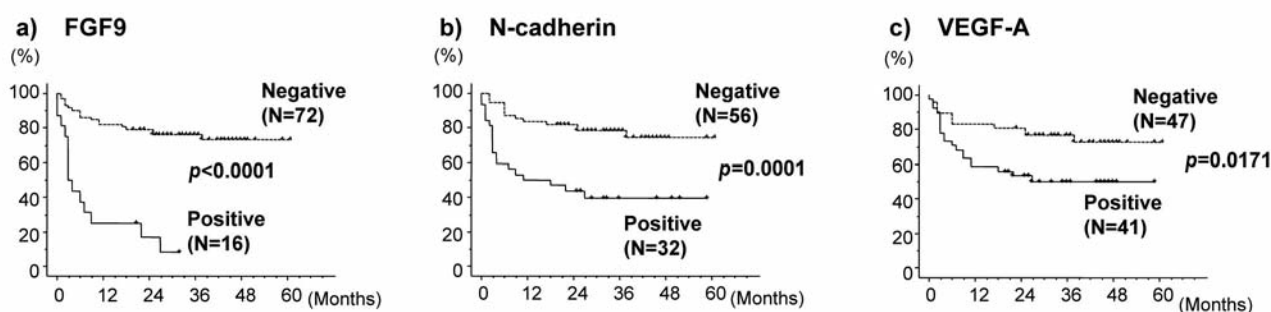 a) FGF9
(%)
100
80
60
40
20
0
Negative
(N=72)
p<0.0001
Positive
(N=16)
0 12 24 36 48 60 (Months)
b) N-cadherin
(%)
100
80
60
40
20
0
Negative
(N=56)
p=0.0001
Positive
(N=32)
0 12 24 36 48 60 (Months)
c) VEGF-A
(%)
100
80
60
40
20
0
Negative
(N=47)
p=0.0171
Positive
(N=41)
0 12 24 36 48 60 (Months)